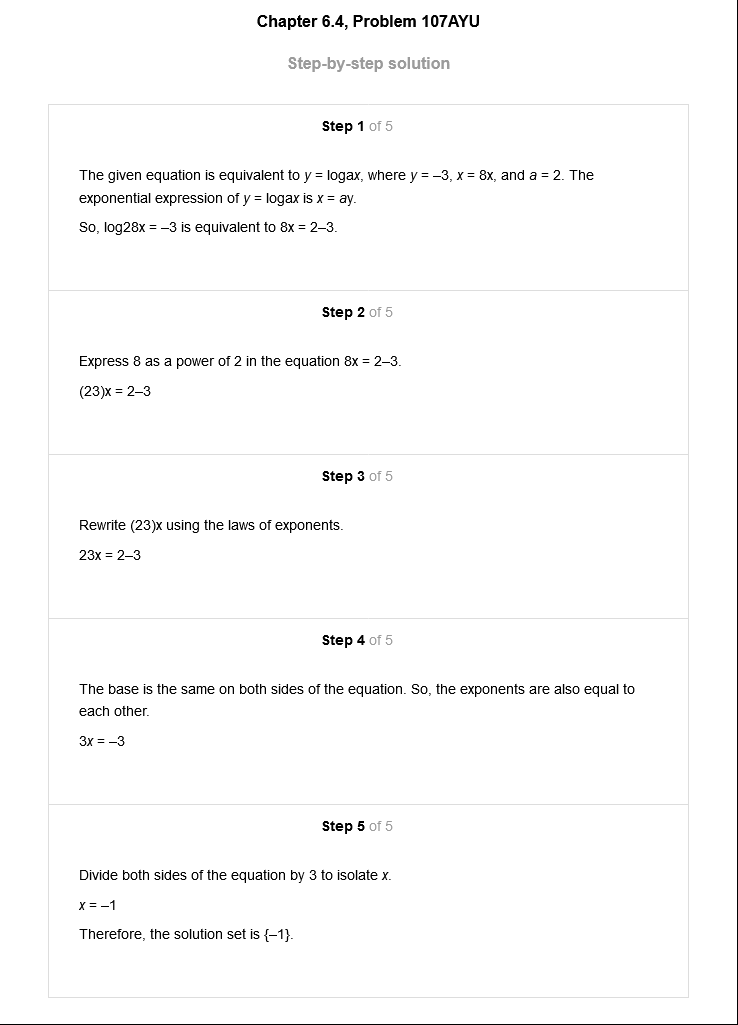 Chapter 6.4, Problem 107AYU
Step-by-step solution
Step 1 of 5
The given equation is equivalent to y = logax, where y = –3, x = 8x, and a = 2. The
exponential expression of y = logax is x = ay.
So, log28x = –3 is equivalent to 8x = 2–3.
Step 2 of 5
Express 8 as a power of 2 in the equation 8x = 2–3.
(23)x = 2–3
Step 3 of 5
Rewrite (23)x using the laws of exponents.
23x = 2–3
Step 4 of 5
The base is the same on both sides of the equation. So, the exponents are also equal to
each other.
3x = –3
Step 5 of 5
Divide both sides of the equation by 3 to isolate x.
x = –1
Therefore, the solution set is {–1}.